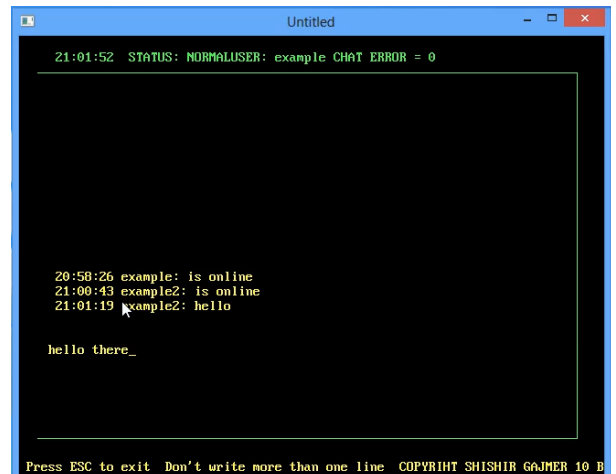 Untitled
21:01:52 STATUS: NORMALUSER: example CHAT ERROR = 0
20:58:26 example: is online
21:00:43 example2: is online
21:01:19 example2: hello
hello there_
Press ESC to exit Don't write more than one line COPYRIHT SHISHIR GAJMER 10 B